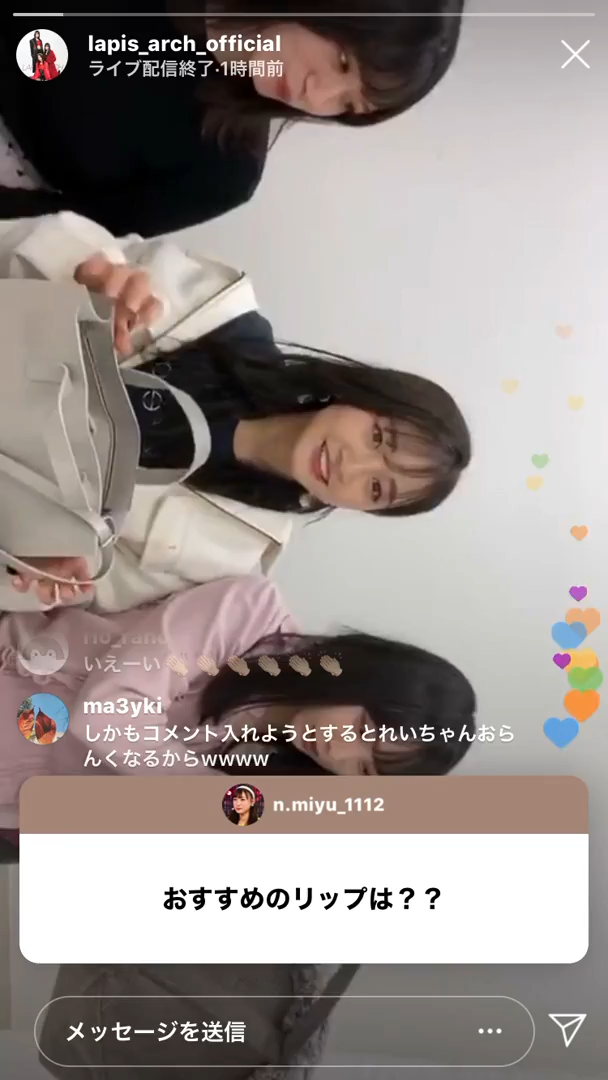 lapis_arch_official
ライブ配信終了·1時間前
いえーい👏🏻👏🏻👏🏻👏🏻👏🏻👏🏻
ma3yki
しかもコメント入れようとするとれいちゃんおら
んくなるからwwww
n.miyu_1112
おすすめのリップは？？
メッセージを送信